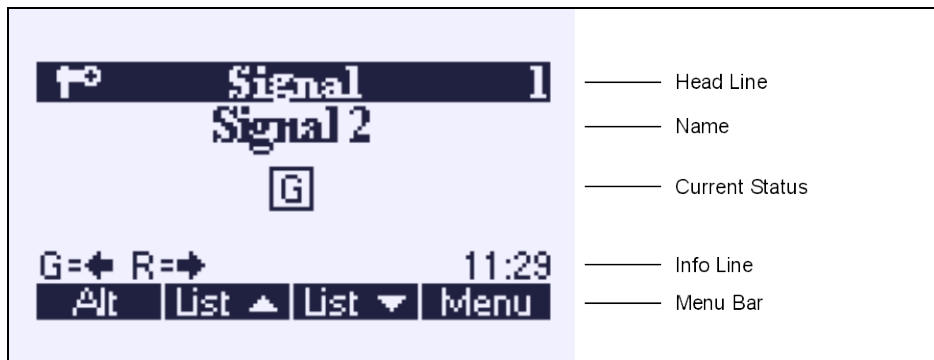 Signal 1 Head Line
Signal 2 Name
G Current Status
G=← R=→ 11:29 Info Line
Alt List ▲ List ▼ Menu Menu Bar